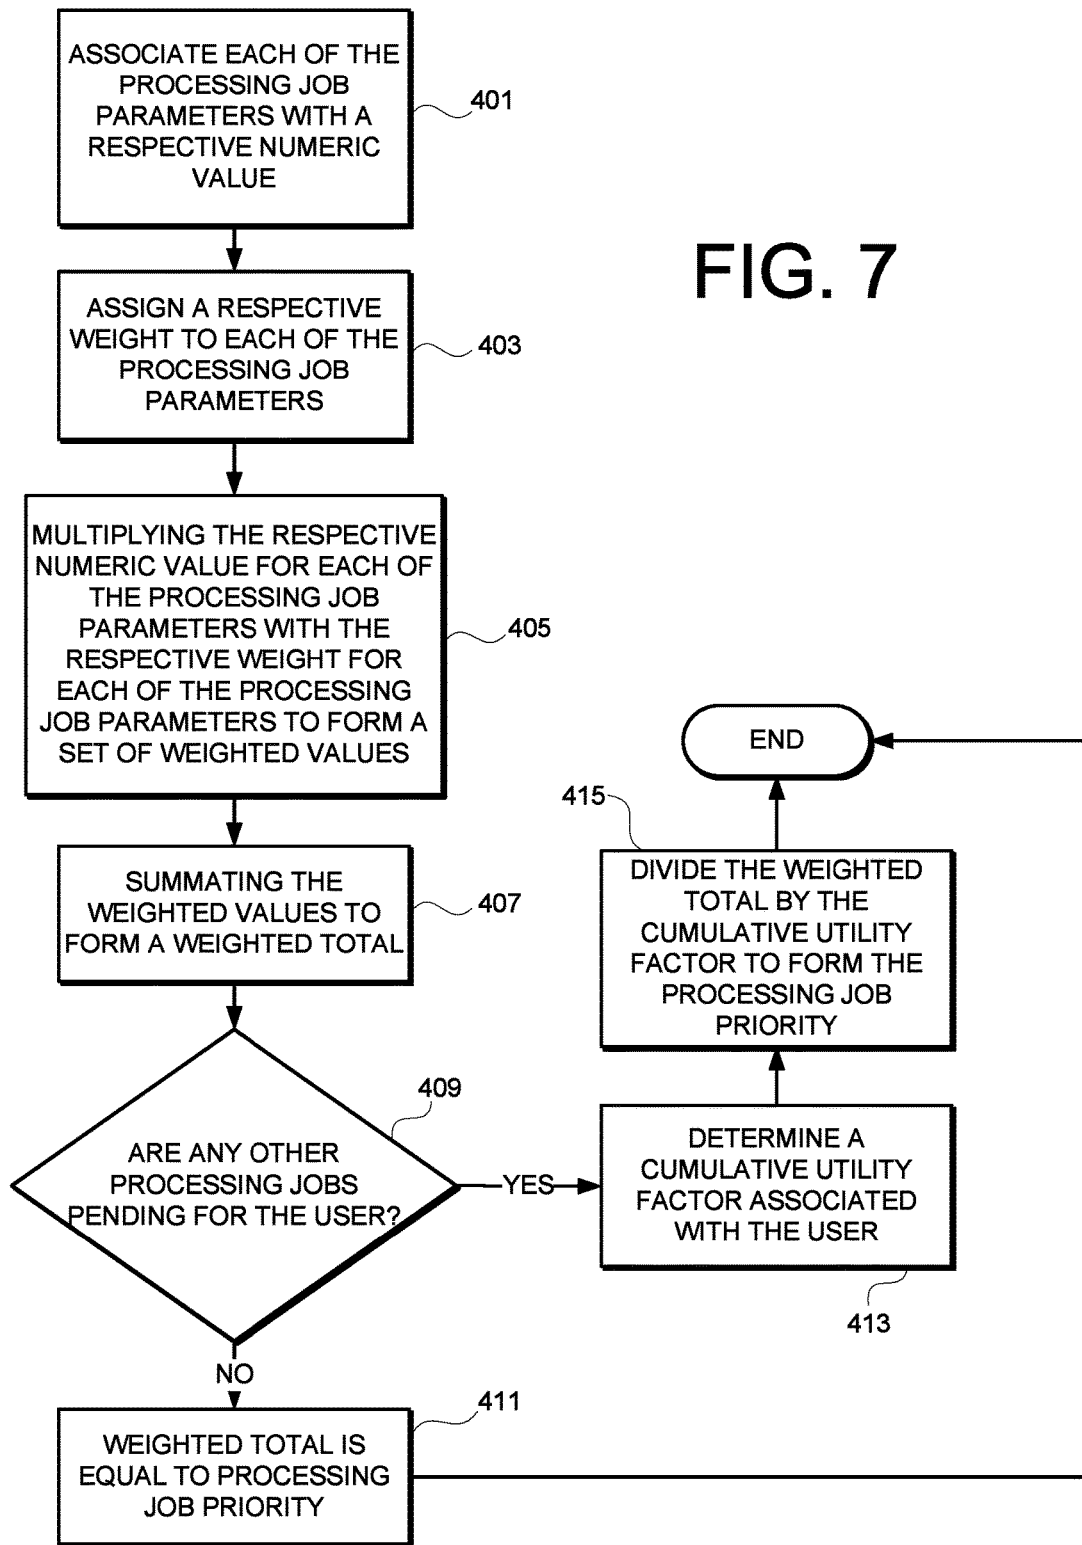 ASSOCIATE EACH OF THE
PROCESSING JOB
PARAMETERS WITH A
RESPECTIVE NUMERIC
VALUE
401
FIG. 7
ASSIGN A RESPECTIVE
WEIGHT TO EACH OF THE
PROCESSING JOB
PARAMETERS
403
MULTIPLYING THE RESPECTIVE
NUMERIC VALUE FOR EACH OF
THE PROCESSING JOB
PARAMETERS WITH THE
RESPECTIVE WEIGHT FOR
EACH OF THE PROCESSING
JOB PARAMETERS TO FORM A
SET OF WEIGHTED VALUES
405
SUMMATING THE
WEIGHTED VALUES TO
FORM A WEIGHTED TOTAL
407
ARE ANY OTHER
PROCESSING JOBS
PENDING FOR THE USER?
409
NO
WEIGHTED TOTAL IS
EQUAL TO PROCESSING
JOB PRIORITY
411
YES
DETERMINE A
CUMULATIVE UTILITY
FACTOR ASSOCIATED
WITH THE USER
413
DIVIDE THE WEIGHTED
TOTAL BY THE
CUMULATIVE UTILITY
FACTOR TO FORM THE
PROCESSING JOB
PRIORITY
415
END